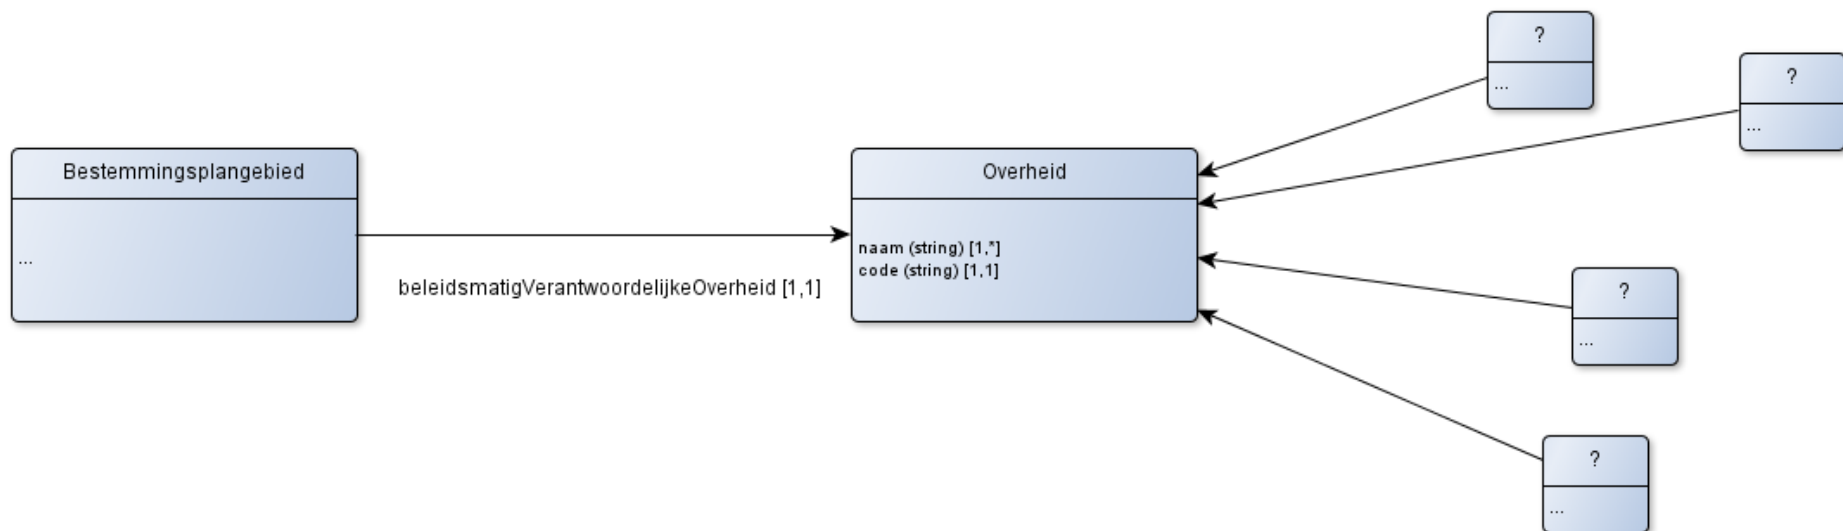 Bestemmingsplangebied
...
beleidsmatigVerantwoordelijkeOverheid [1,1]
Overheid
naam (string) [1,*]
code (string) [1,1]
?
...
?
...
?
...
?
...